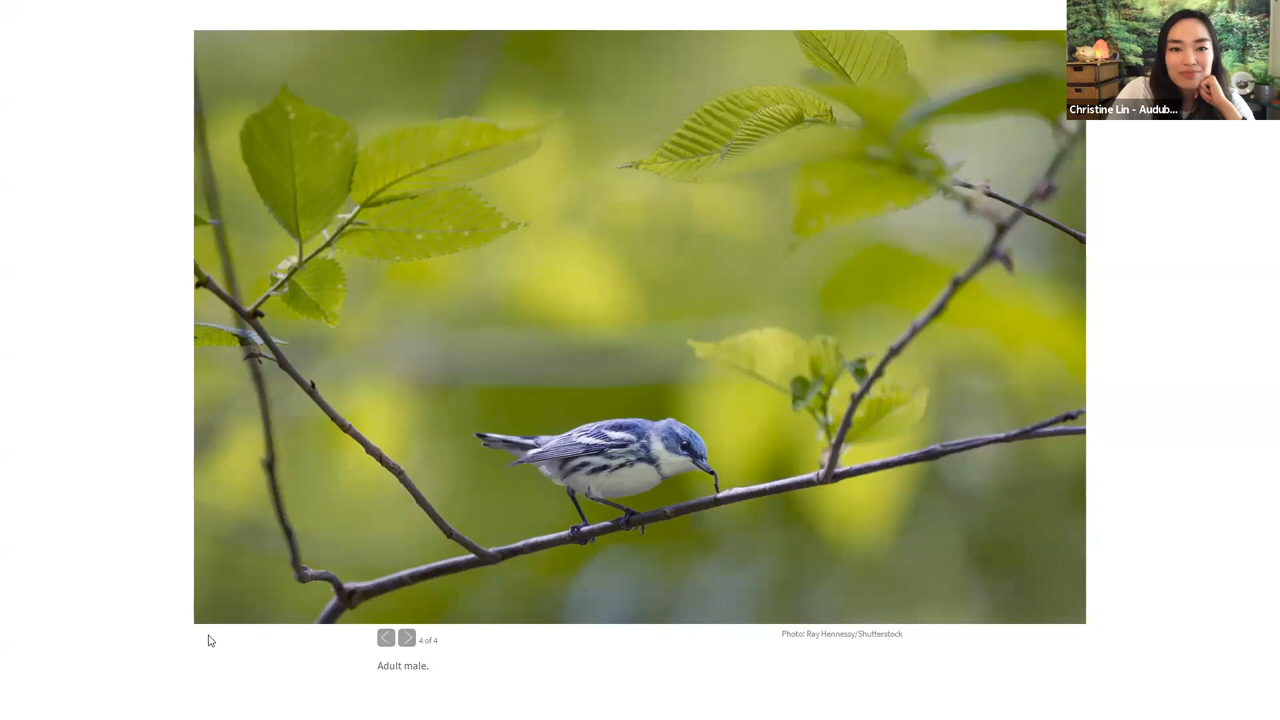 Christine Lin - Audub...
4 of 4
Photo: Ray Hennessy/Shutterstock
Adult male.